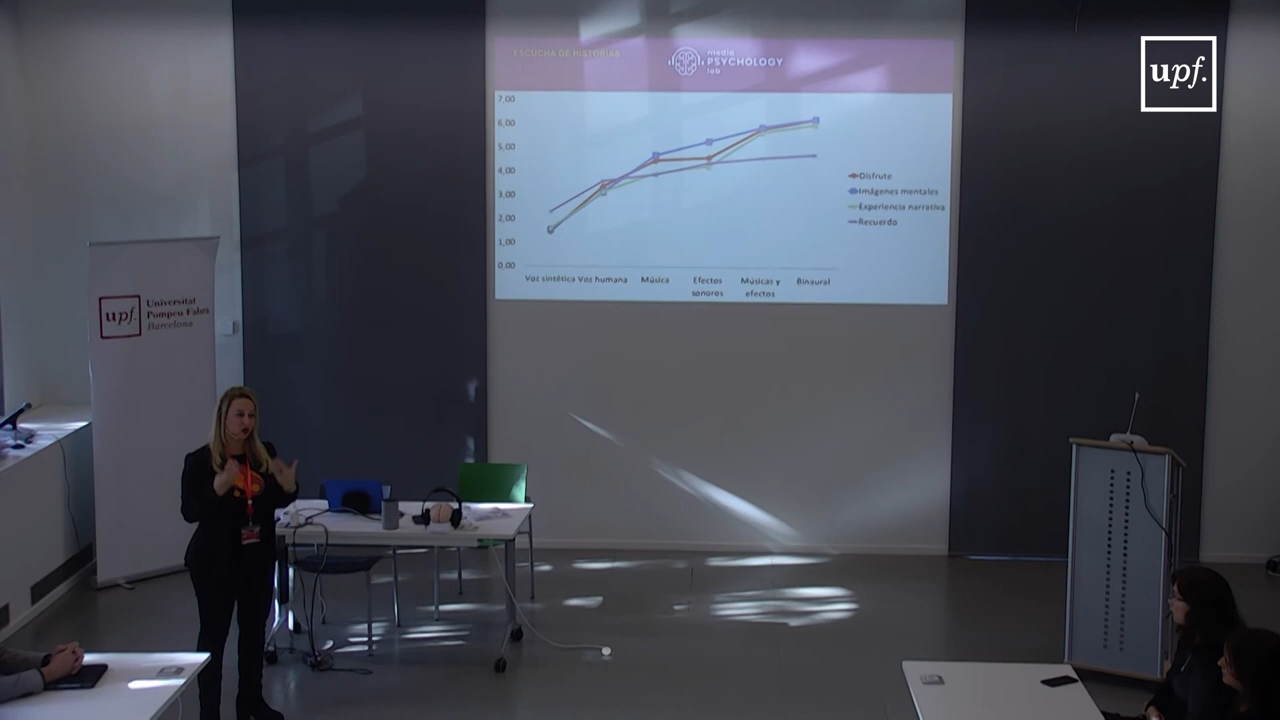 ESCUCHA DE HISTORIAS
media
PSYCHOLOGY
lab
upf.
7,00
6,00
5,00
4,00
3,00
2,00
1,00
0,00
Disfrute
Imágenes mentales
Experiencia narrativa
Recuerdo
Voz sintética Voz humana Música Efectos sonoros Músicas y efectos Binaural
upf.
Universitat
Pompeu Fabra
Barcelona